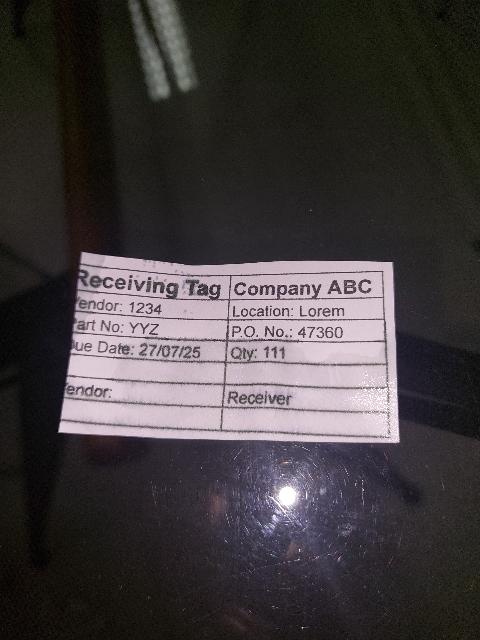 Receiving Tag Company ABC
endor: 1234 Location: Lorem
art No: YYZ P.O. No.: 47360
ue Date: 27/07/25 Qty: 111
endor: Receiver